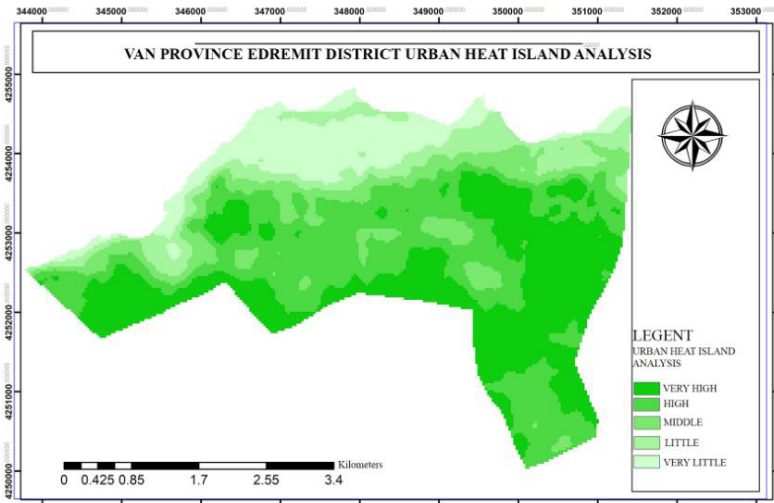 344000 345000 346000 347000 348000 349000 350000 351000 352000 353000
VAN PROVINCE EDREMIT DISTRICT URBAN HEAT ISLAND ANALYSIS
4255000
4254000
4253000
4252000
4251000
4250000
LEGENT
URBAN HEAT ISLAND
ANALYSIS
VERY HIGH
HIGH
MIDDLE
LITTLE
VERY LITTLE
Kilometers
0 0.425 0.85 1.7 2.55 3.4